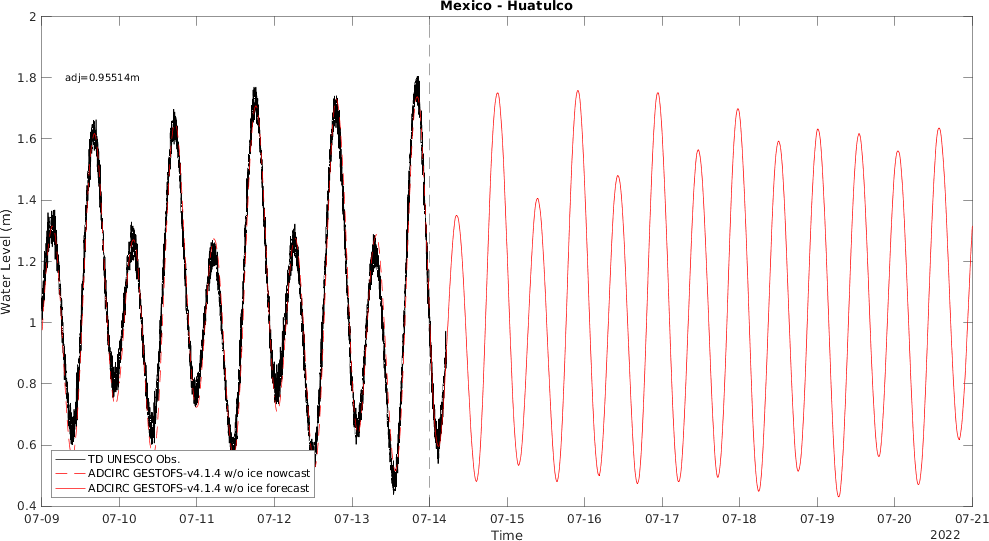 Mexico - Huatulco
2
1.8
1.6
1.4
1.2
1
0.8
0.6
0.4
Water Level (m)
adj=0.95514m
TD UNESCO Obs.
ADCIRC GESTOFS-v4.1.4 w/o ice nowcast
ADCIRC GESTOFS-v4.1.4 w/o ice forecast
07-09 07-10 07-11 07-12 07-13 07-14 07-15 07-16 07-17 07-18 07-19 07-20 07-21
Time
2022